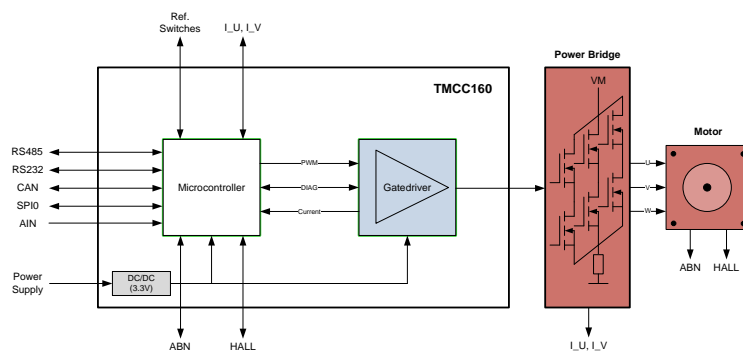 Ref.
Switches
I_U, I_V
Power Bridge
TMCC160
VM
Motor
RS485
RS232
CAN
SPI0
AIN
Microcontroller
PWM
DIAG
Current
Gatedriver
U
V
W
Power
Supply
DC/DC
(3.3V)
ABN
HALL
ABN
HALL
I_U, I_V